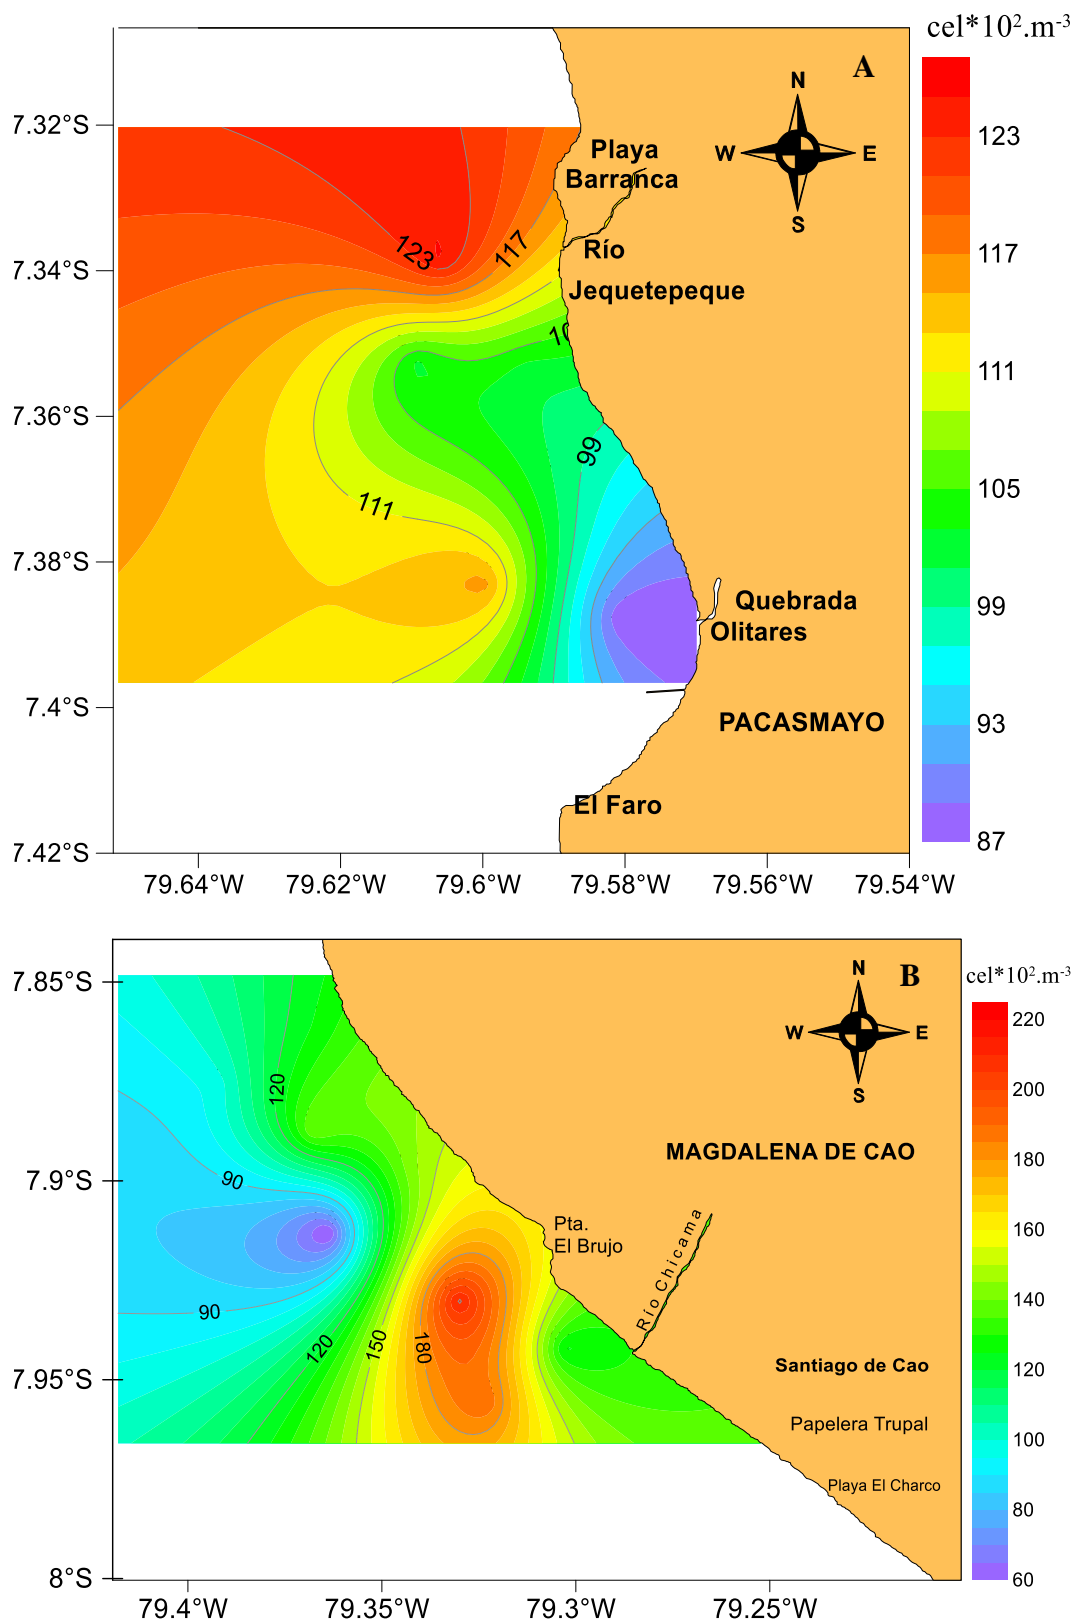 cel*10².m⁻³
A
N
W E
S
7.32°S
7.34°S
7.36°S
7.38°S
7.4°S
7.42°S
Playa
Barranca
Río
Jequetepeque
123
117
10
99
111
Quebrada
Olitares
PACASMAYO
El Faro
123
117
111
105
99
93
87
79.64°W 79.62°W 79.6°W 79.58°W 79.56°W 79.54°W
B
cel*10².m⁻³
N
W E
S
7.85°S
7.9°S
7.95°S
8°S
120
90
90
120
150
180
MAGDALENA DE CAO
Pta.
El Brujo
Río Chicama
Santiago de Cao
Papelera Trupal
Playa El Charco
220
200
180
160
140
120
100
80
60
79.4°W 79.35°W 79.3°W 79.25°W